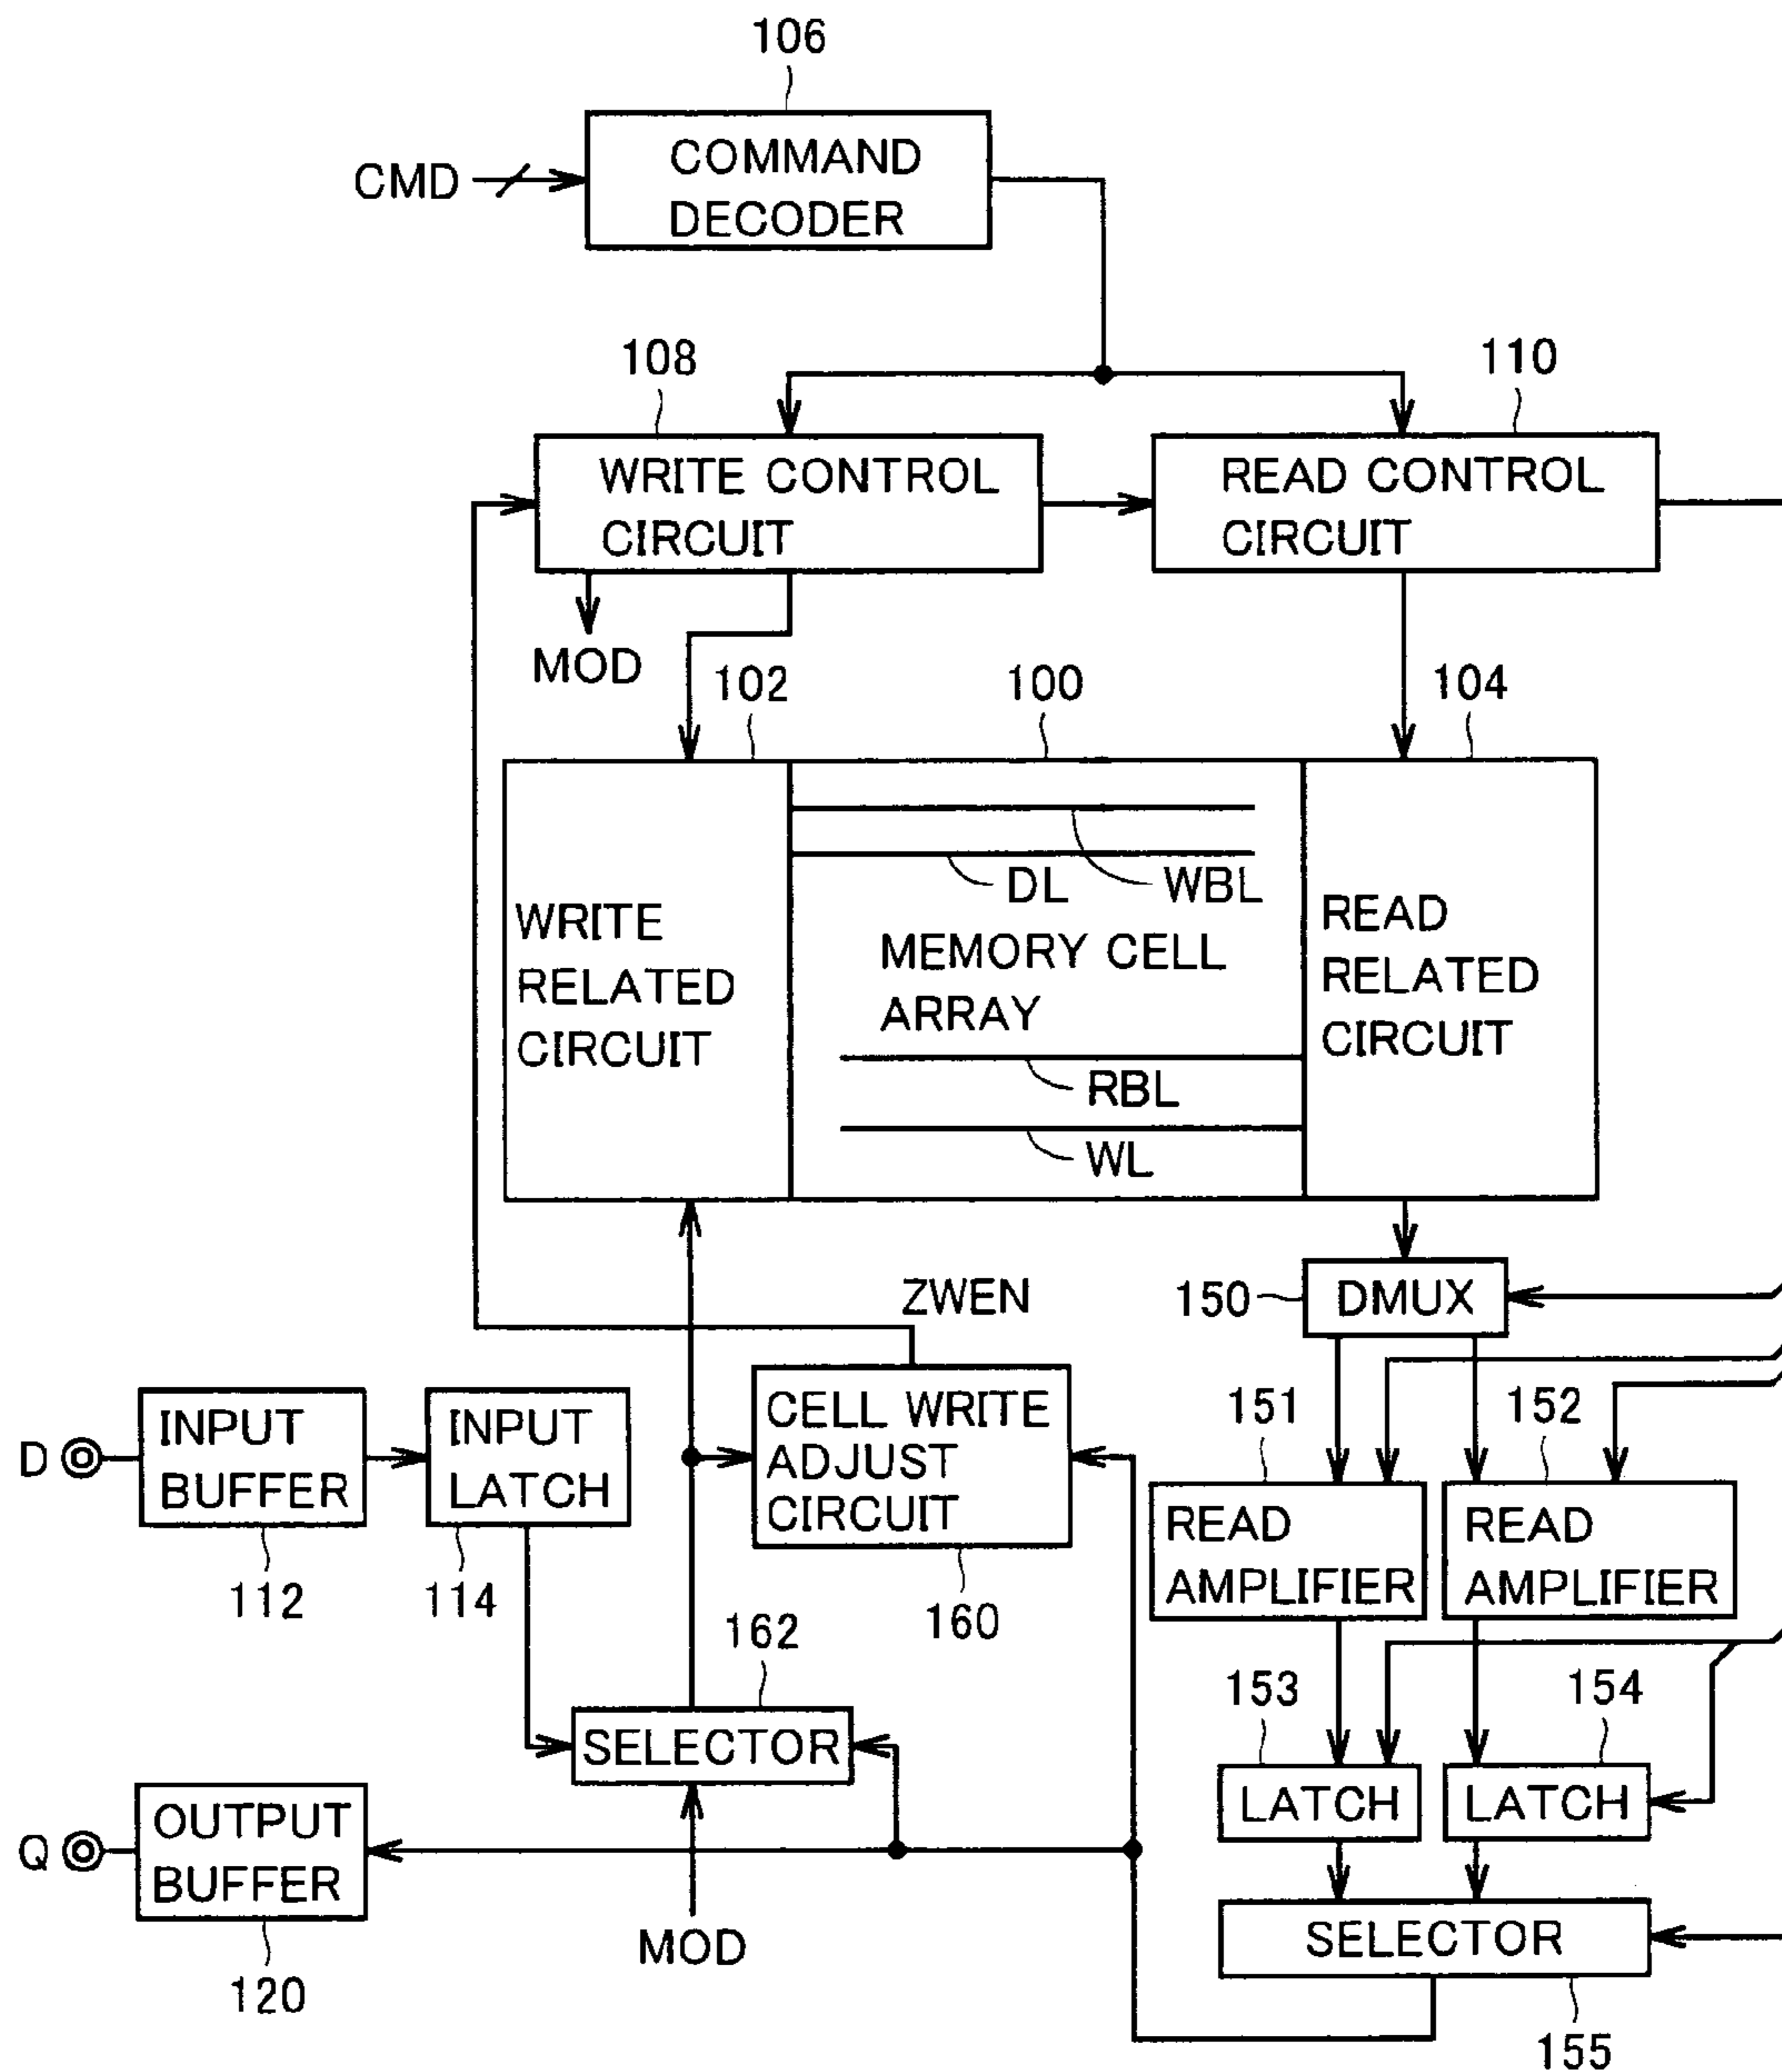 106
CMD
COMMAND
DECODER
108
110
WRITE CONTROL
CIRCUIT
READ CONTROL
CIRCUIT
MOD
102
100
104
DL
WBL
WRITE
RELATED
CIRCUIT
MEMORY CELL
ARRAY
READ
RELATED
CIRCUIT
RBL
WL
ZWEN
150
DMUX
D
INPUT
BUFFER
INPUT
LATCH
CELL WRITE
ADJUST
CIRCUIT
151
152
READ
AMPLIFIER
READ
AMPLIFIER
112
114
160
162
153
154
SELECTOR
LATCH
LATCH
Q
OUTPUT
BUFFER
MOD
SELECTOR
120
155